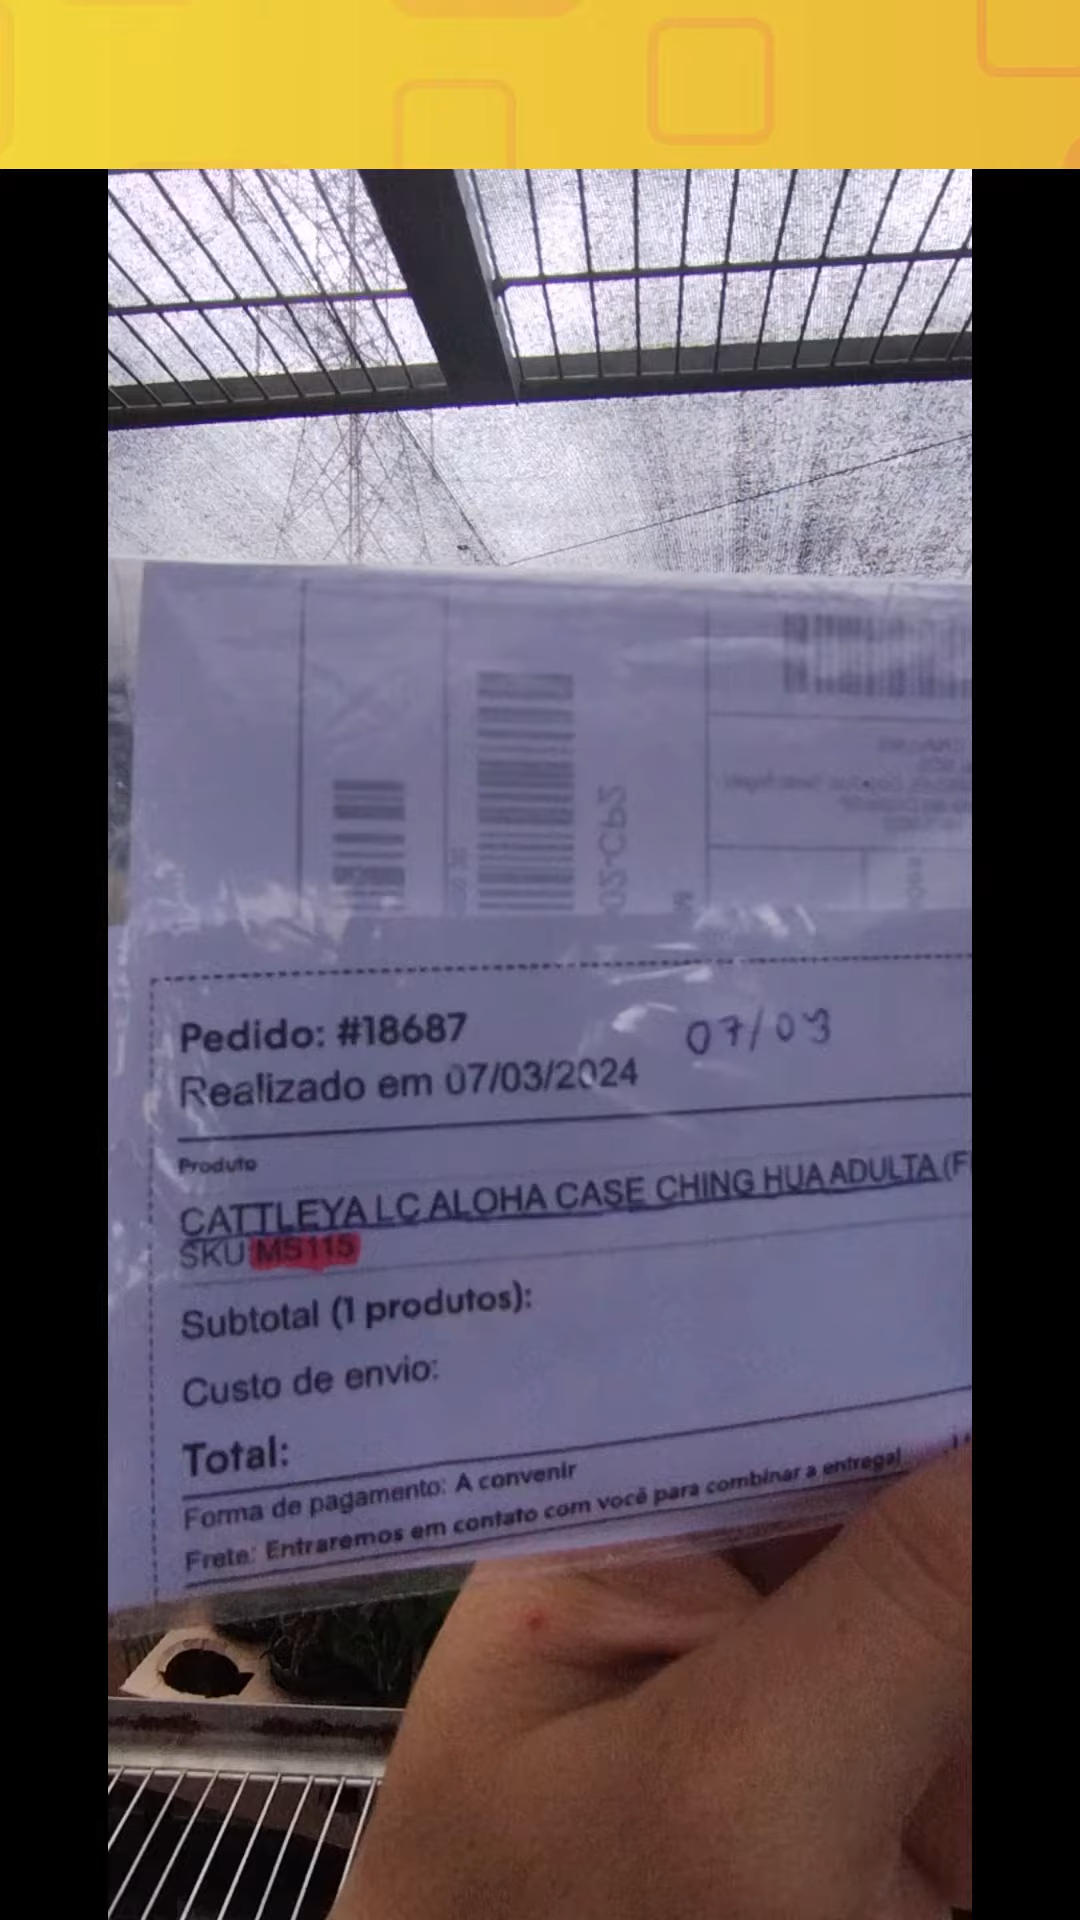 02-CP2
Pedido: #18687
07/03
Realizado em 07/03/2024
Produto
CATTLEYA LC ALOHA CASE CHING HUA ADULTA (F
SKU MS115
Subtotal (1 produtos):
Custo de envio:
Total:
Forma de pagamento: A convenir
Frete: Entraremos em contato com você para combinar a entrega!